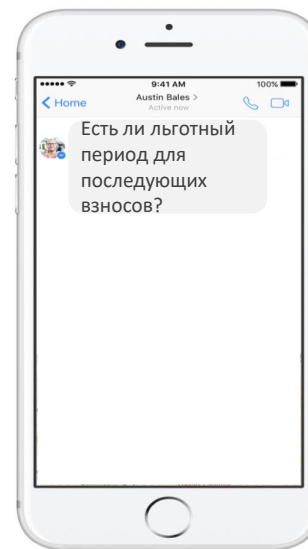 9:41 AM
100%
Home
Austin Bales >
Active now
Есть ли льготный
период для
последующих
взносов?